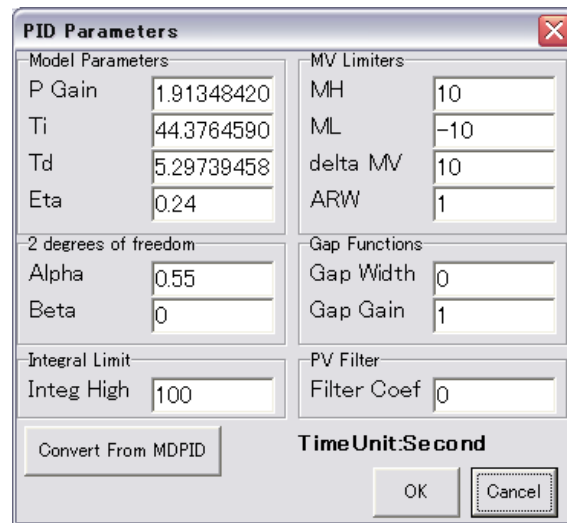 PID Parameters
Model Parameters
P Gain 1.91348420
Ti 44.3764590
Td 5.29739458
Eta 0.24
2 degrees of freedom
Alpha 0.55
Beta 0
Integral Limit
Integ High 100
Convert From MDPID
MV Limiters
MH 10
ML -10
delta MV 10
ARW 1
Gap Functions
Gap Width 0
Gap Gain 1
PV Filter
Filter Coef 0
TimeUnit:Second
OK
Cancel